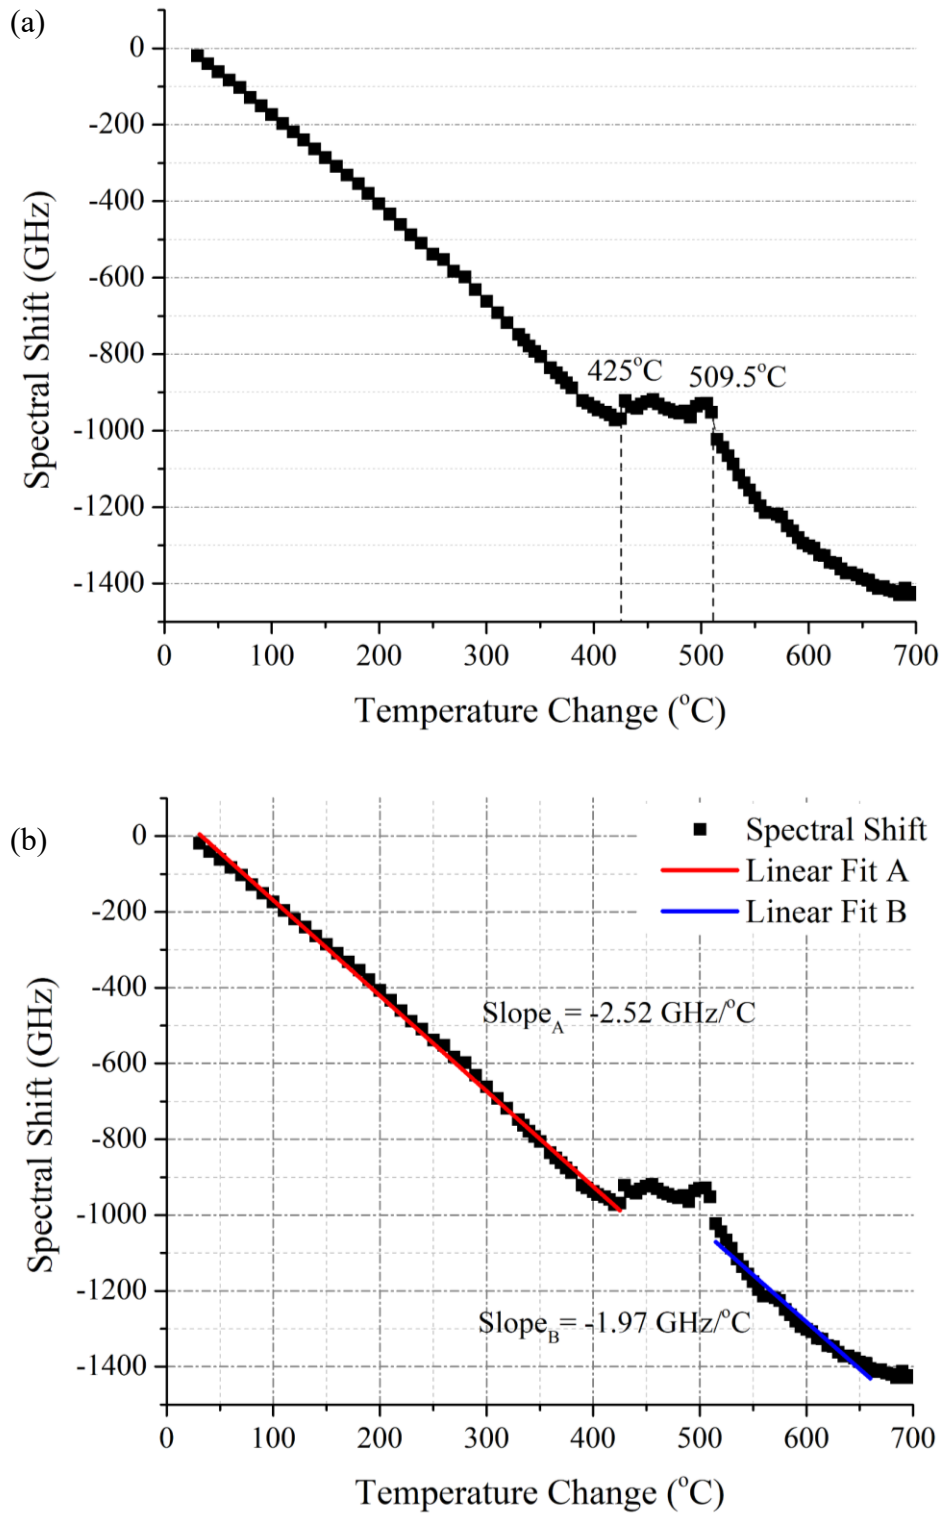 (a)
0
-200
-400
-600
-800
-1000
-1200
-1400
Spectral Shift (GHz)
425°C
509.5°C
0 100 200 300 400 500 600 700
Temperature Change (°C)
(b)
0
-200
-400
-600
-800
-1000
-1200
-1400
Spectral Shift (GHz)
Spectral Shift
Linear Fit A
Linear Fit B
Slope_A= -2.52 GHz/°C
Slope_B= -1.97 GHz/°C
0 100 200 300 400 500 600 700
Temperature Change (°C)